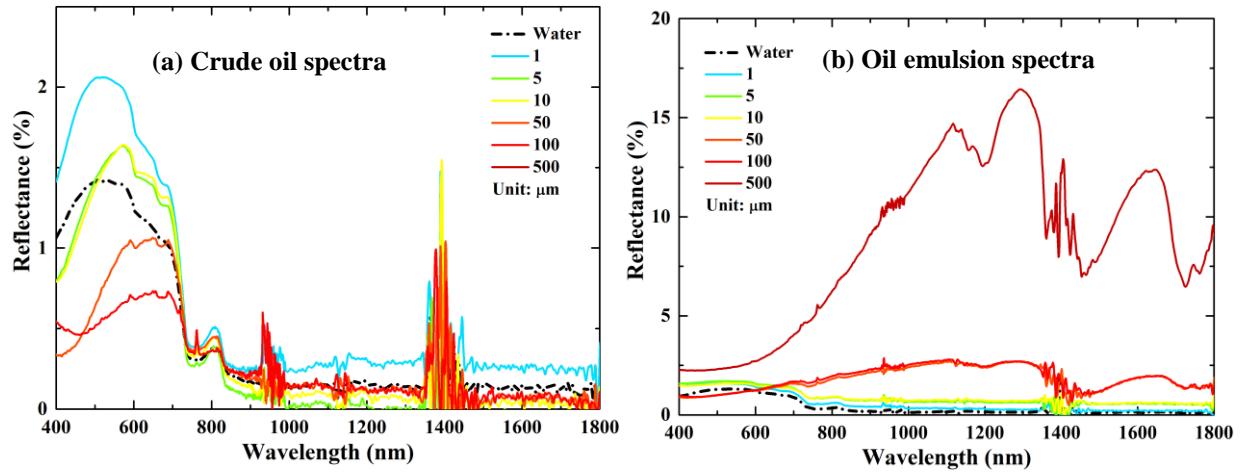 (a) Crude oil spectra
Water
1
5
10
50
100
500
Unit: μm
Reflectance (%)
2
1
0
400 600 800 1000 1200 1400 1600 1800
Wavelength (nm)
(b) Oil emulsion spectra
Water
1
5
10
50
100
500
Unit: μm
Reflectance (%)
20
15
10
5
0
400 600 800 1000 1200 1400 1600 1800
Wavelength (nm)